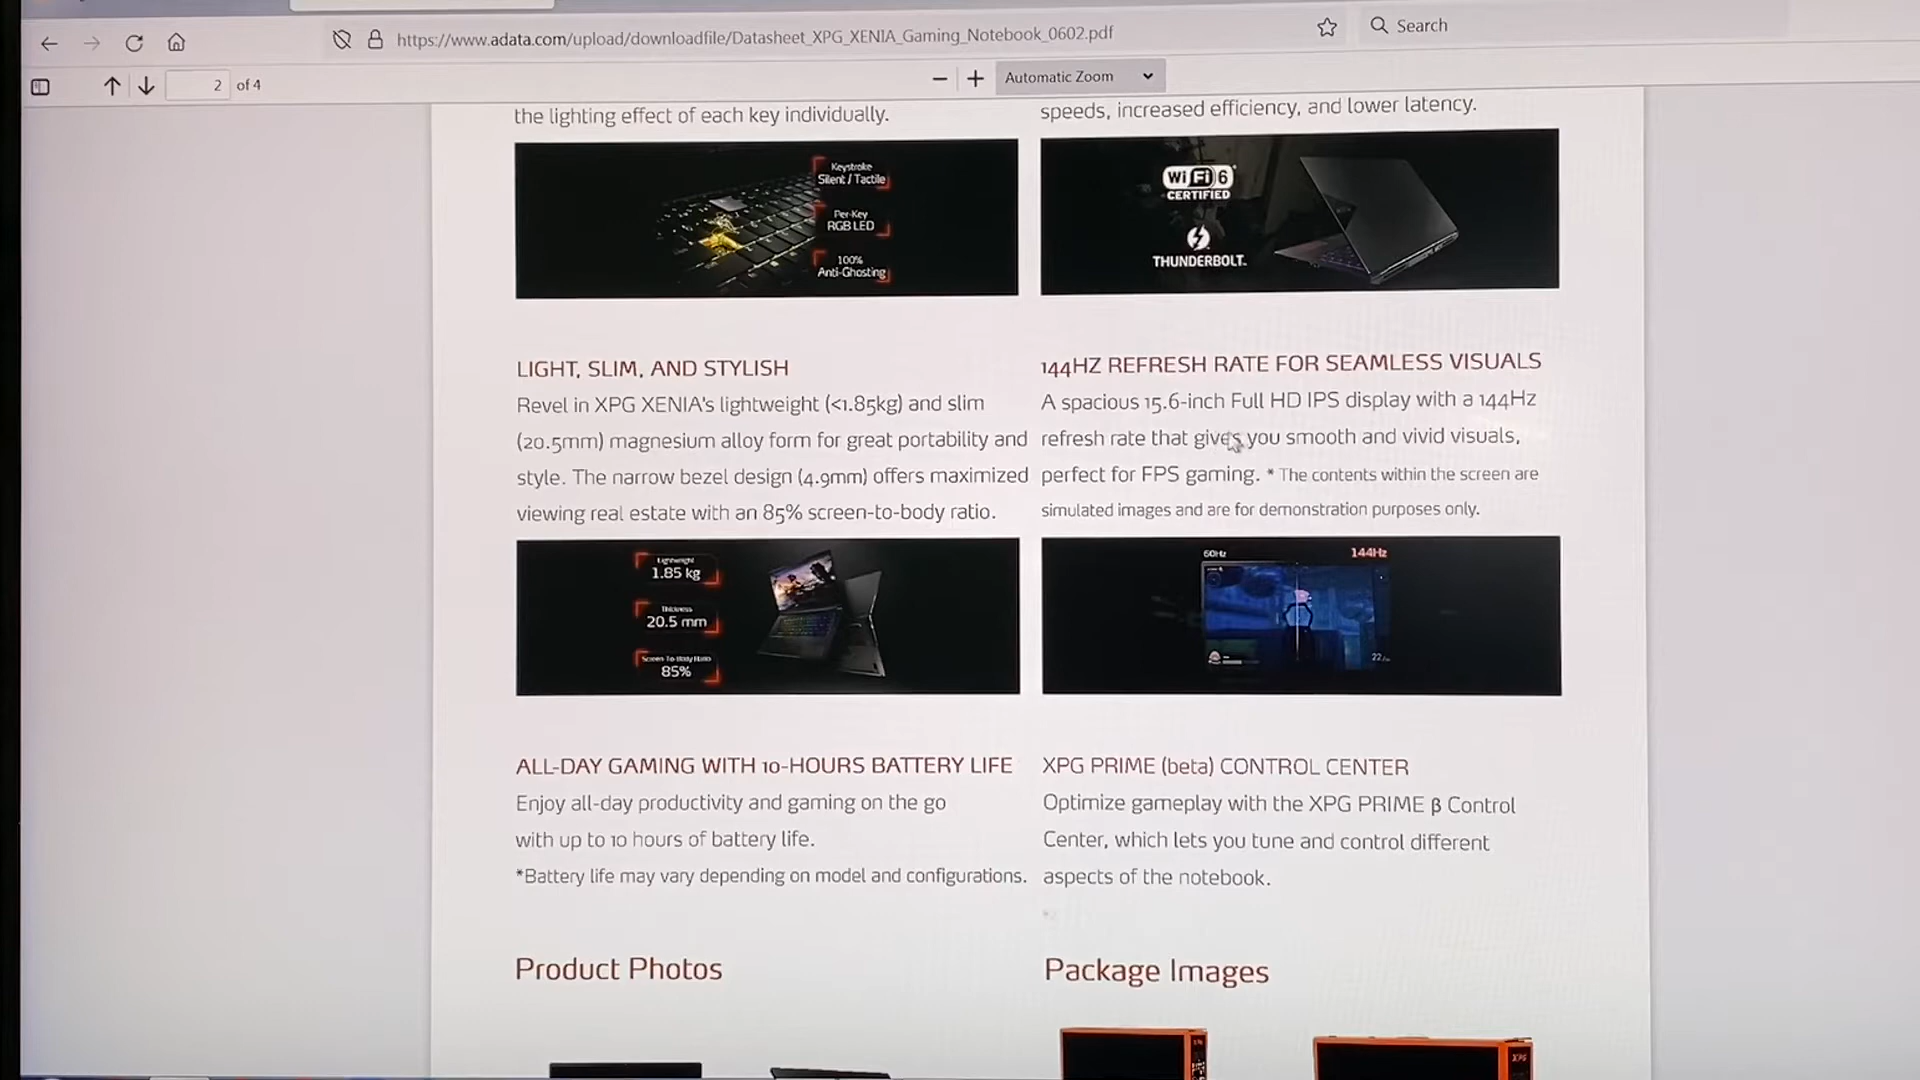 https://www.adata.com/upload/downloadfile/Datasheet_XPG_XENIA_Gaming_Notebook_0602.pdf
Search
2 of 4
Automatic Zoom
the lighting effect of each key individually.
Keystroke
Silent / Tactile
Per-Key
RGB LED
100%
Anti-Ghosting
speeds, increased efficiency, and lower latency.
Wi Fi 6
CERTIFIED
THUNDERBOLT™
LIGHT, SLIM, AND STYLISH
Revel in XPG XENIA's lightweight (<1.85kg) and slim
(20.5mm) magnesium alloy form for great portability and
style. The narrow bezel design (4.9mm) offers maximized
viewing real estate with an 85% screen-to-body ratio.
Lightweight
1.85 kg
Thickness
20.5 mm
Screen-To-Body Ratio
85%
144HZ REFRESH RATE FOR SEAMLESS VISUALS
A spacious 15.6-inch Full HD IPS display with a 144Hz
refresh rate that gives you smooth and vivid visuals,
perfect for FPS gaming. * The contents within the screen are
simulated images and are for demonstration purposes only.
60Hz
144Hz
ALL-DAY GAMING WITH 10-HOURS BATTERY LIFE
Enjoy all-day productivity and gaming on the go
with up to 10 hours of battery life.
*Battery life may vary depending on model and configurations.
XPG PRIME (beta) CONTROL CENTER
Optimize gameplay with the XPG PRIME β Control
Center, which lets you tune and control different
aspects of the notebook.
Product Photos
Package Images
XPG